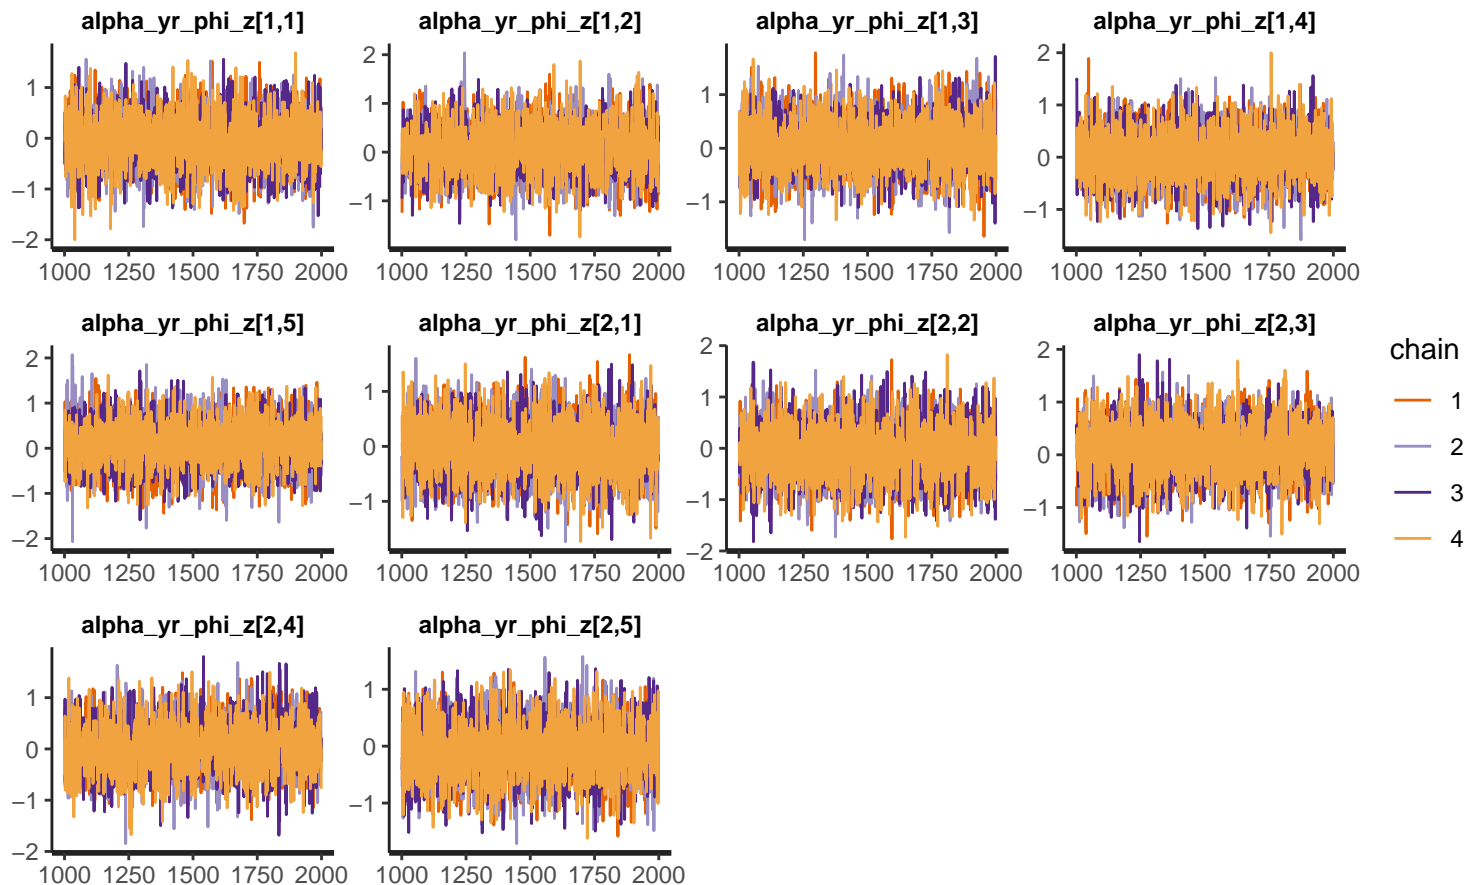 alpha_yr_phi_z[1,1] alpha_yr_phi_z[1,2] alpha_yr_phi_z[1,3] alpha_yr_phi_z[1,4]
1 0 −1 −2
2 1 0 −1
1 0 −1
2 1 0 −1
1000 1250 1500 1750 2000 1000 1250 1500 1750 2000 1000 1250 1500 1750 2000 1000 1250 1500 1750 2000
alpha_yr_phi_z[1,5] alpha_yr_phi_z[2,1] alpha_yr_phi_z[2,2] alpha_yr_phi_z[2,3]
2 1 0 −1 −2
1 0 −1
2 1 0 −1 −2
2 1 0 −1
1000 1250 1500 1750 2000 1000 1250 1500 1750 2000 1000 1250 1500 1750 2000 1000 1250 1500 1750 2000
alpha_yr_phi_z[2,4] alpha_yr_phi_z[2,5]
1 0 −1 −2
1 0 −1
1000 1250 1500 1750 2000 1000 1250 1500 1750 2000
chain
1
2
3
4